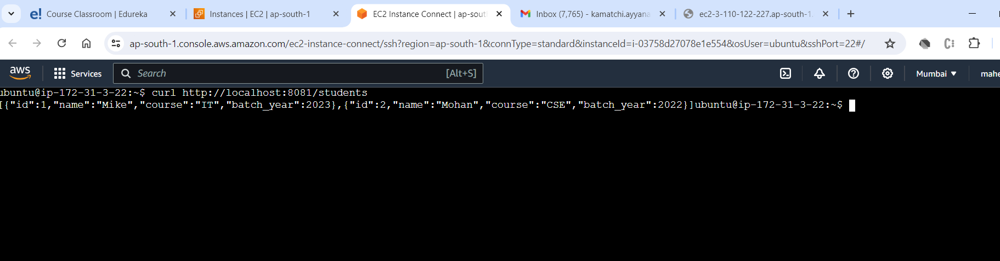 e! Course Classroom | Edureka
Instances | EC2 | ap-south-1
EC2 Instance Connect | ap-sout
Inbox (7,765) - kamatchi.ayyana
ec2-3-110-122-227.ap-south-1.
ap-south-1.console.aws.amazon.com/ec2-instance-connect/ssh?region=ap-south-1&connType=standard&instanceId=i-03758d27078e1e554&osUser=ubuntu&sshPort=22#/
aws
Services
Search
[Alt+S]
Mumbai
mahe
ubuntu@ip-172-31-3-22:~$ curl http://localhost:8081/students
[{"id":1,"name":"Mike","course":"IT","batch_year":2023},{"id":2,"name":"Mohan","course":"CSE","batch_year":2022}]ubuntu@ip-172-31-3-22:~$